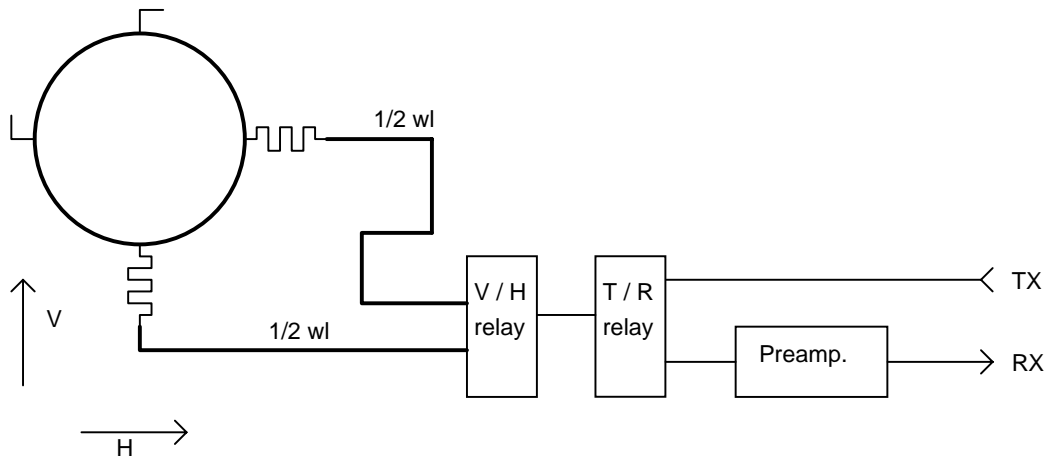 1/2 wl
V / H
relay
T / R
relay
TX
V
1/2 wl
Preamp.
RX
H